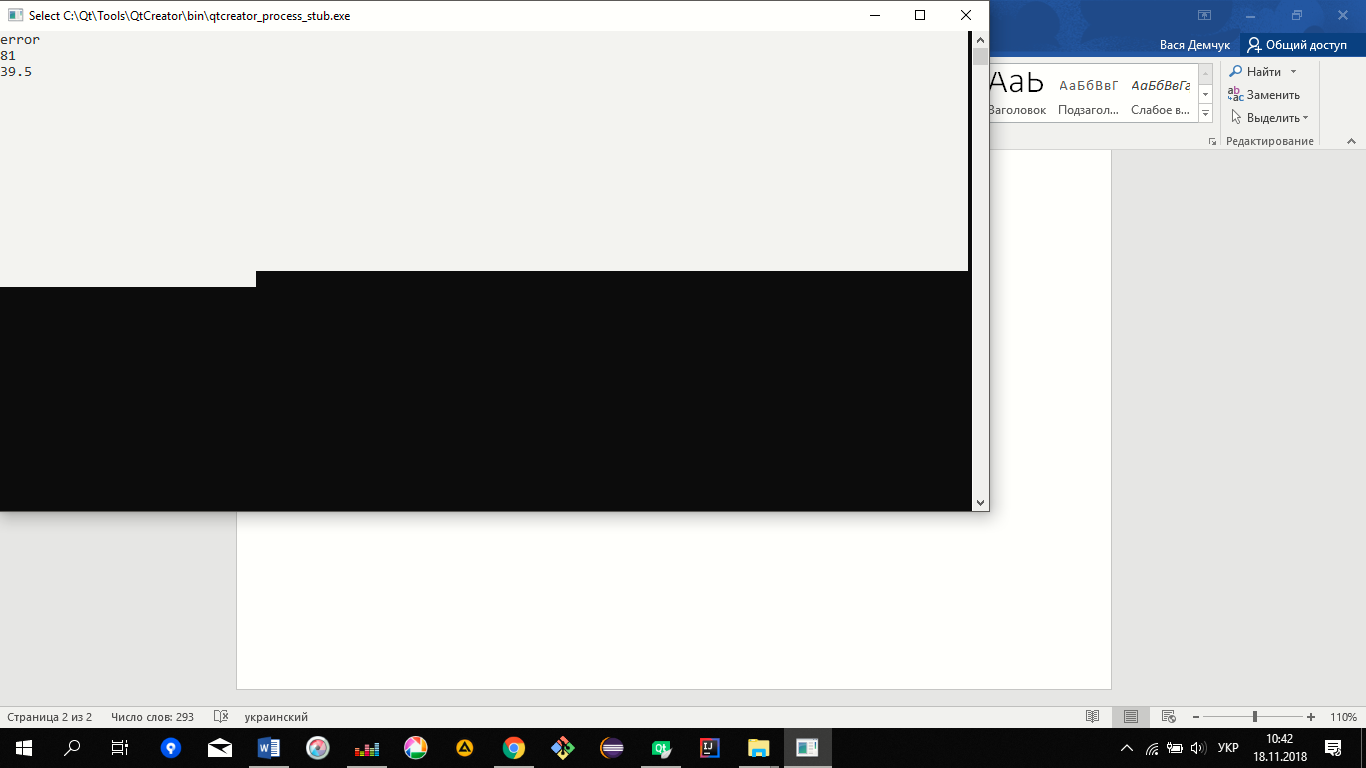 Select C:\Qt\Tools\QtCreator\bin\qtcreator_process_stub.exe
error
81
39.5
Вася Демчук
Общий доступ
АаЬ АаБбВвГ АаБбВвГг
Заголовок Подзагол... Слабое в...
Найти
Заменить
Выделить
Редактирование
Страница 2 из 2 Число слов: 293 украинский 110%
УКР
10:42
18.11.2018